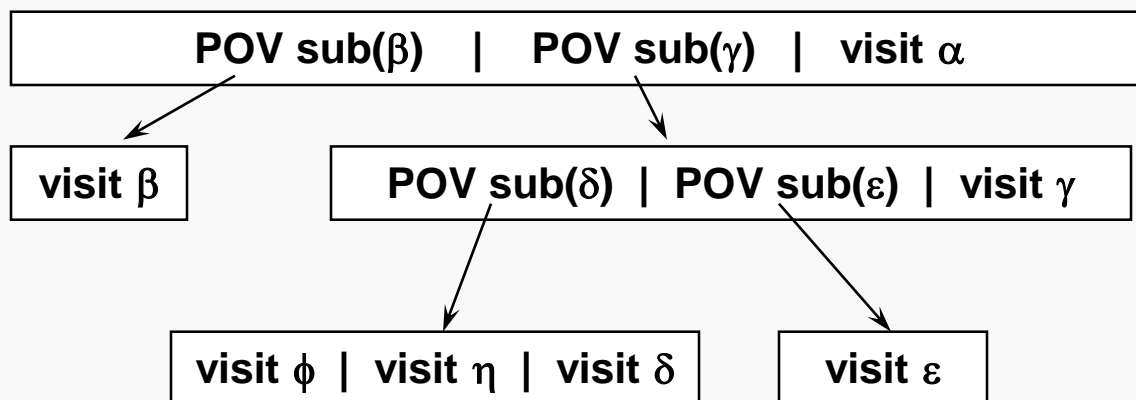 POV sub(β) | POV sub(γ) | visit α
visit β
POV sub(δ) | POV sub(ε) | visit γ
visit ϕ | visit η | visit δ
visit ε